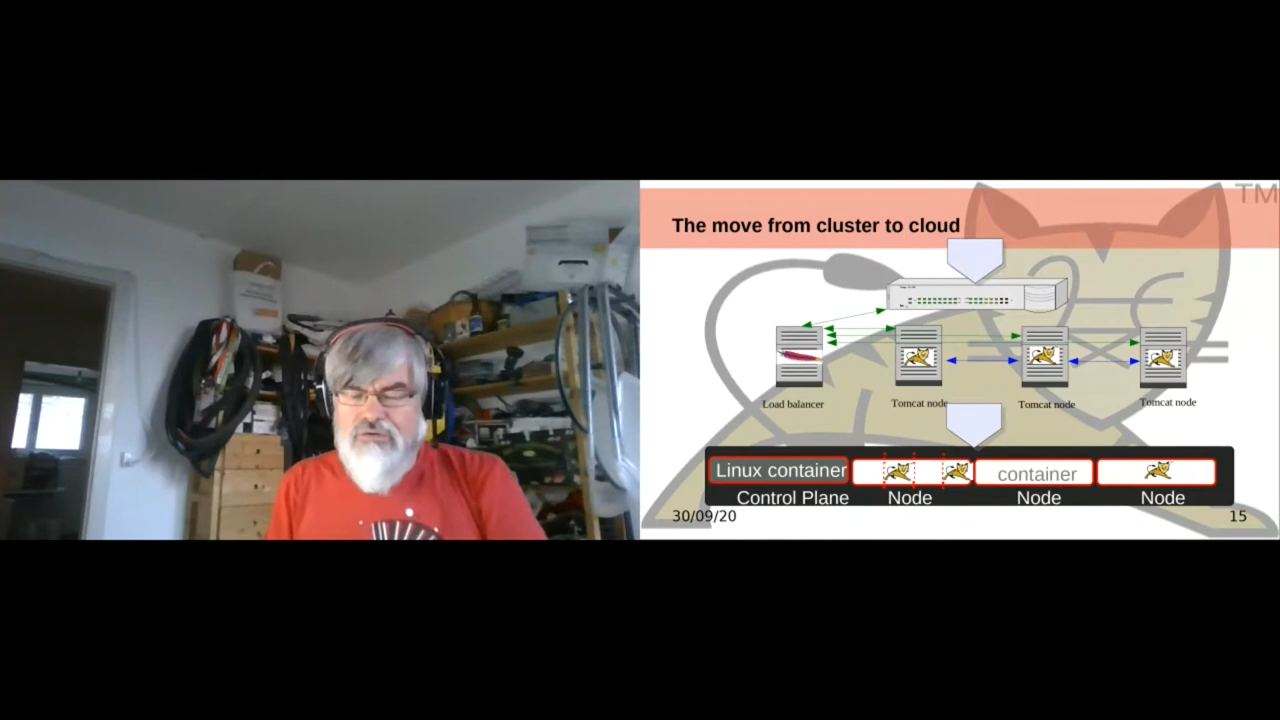 TM
The move from cluster to cloud
Load balancer
Tomcat node
Tomcat node
Tomcat node
Linux container
container
Control Plane
Node
Node
Node
30/09/20
15